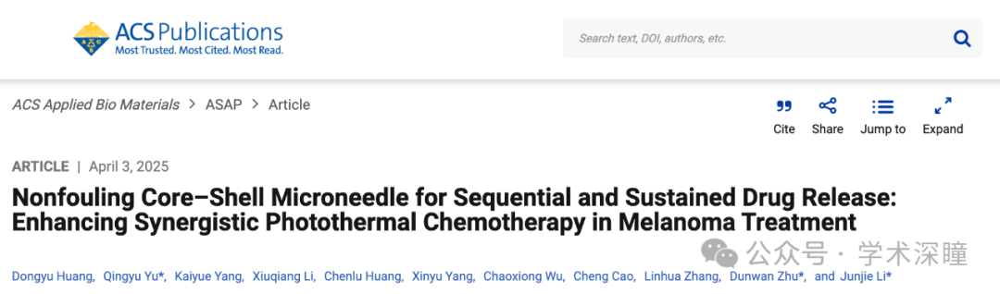 ACS Publications
Most Trusted. Most Cited. Most Read.
Search text, DOI, authors, etc.
ACS Applied Bio Materials > ASAP > Article
Cite Share Jump to Expand
ARTICLE | April 3, 2025
Nonfouling Core–Shell Microneedle for Sequential and Sustained Drug Release:
Enhancing Synergistic Photothermal Chemotherapy in Melanoma Treatment
公众号 · 学术深瞳
Dongyu Huang, Qingyu Yu*, Kaiyue Yang, Xiuqiang Li, Chenlu Huang, Xinyu Yang, Chaoxiong Wu, Cheng Cao, Linhua Zhang, Dunwan Zhu*, and Junjie Li*